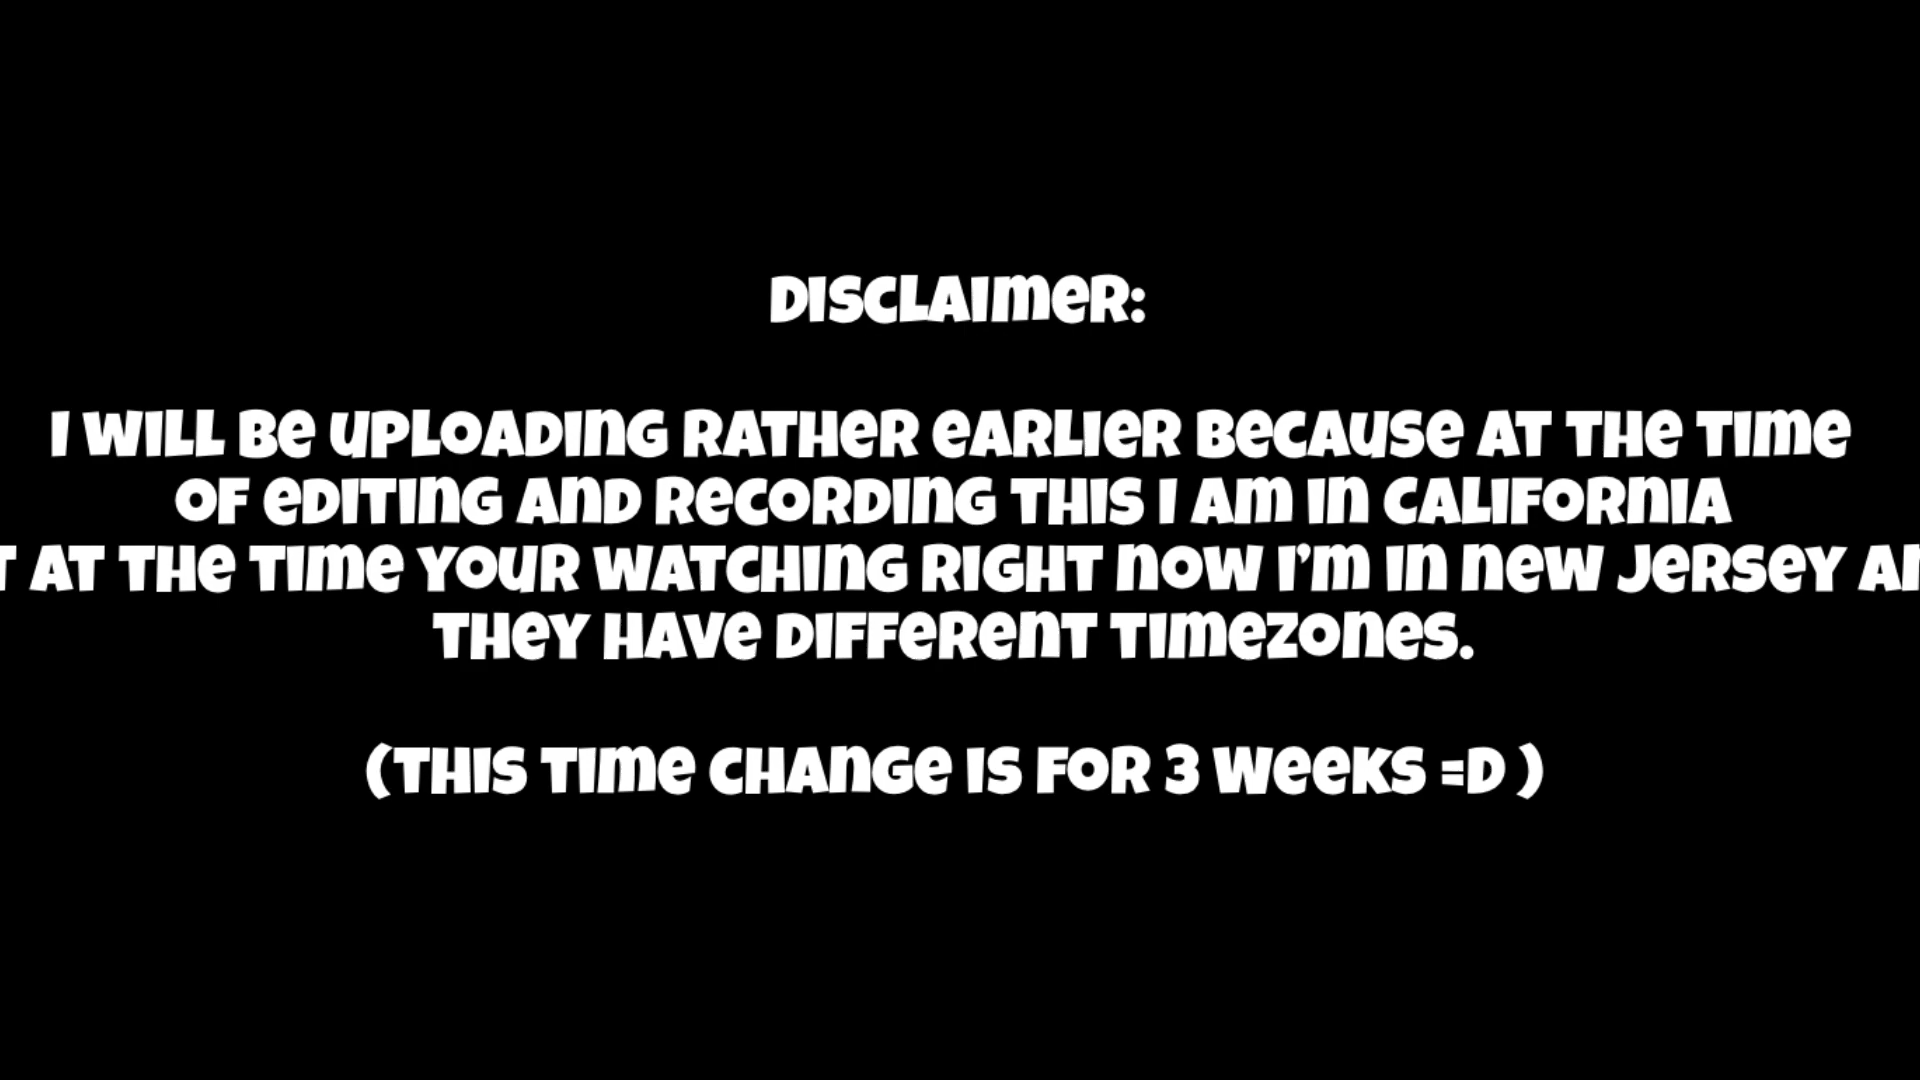 DISCLAIMER:
I WILL BE UPLOADING RATHER EARLIER BECAUSE AT THE TIME
OF EDITING AND RECORDING THIS I AM IN CALIFORNIA
AT THE TIME YOUR WATCHING RIGHT NOW I'M IN NEW JERSEY
THEY HAVE DIFFERENT TIMEZONES.
(THIS TIME CHANGE IS FOR 3 WEEKS =D )